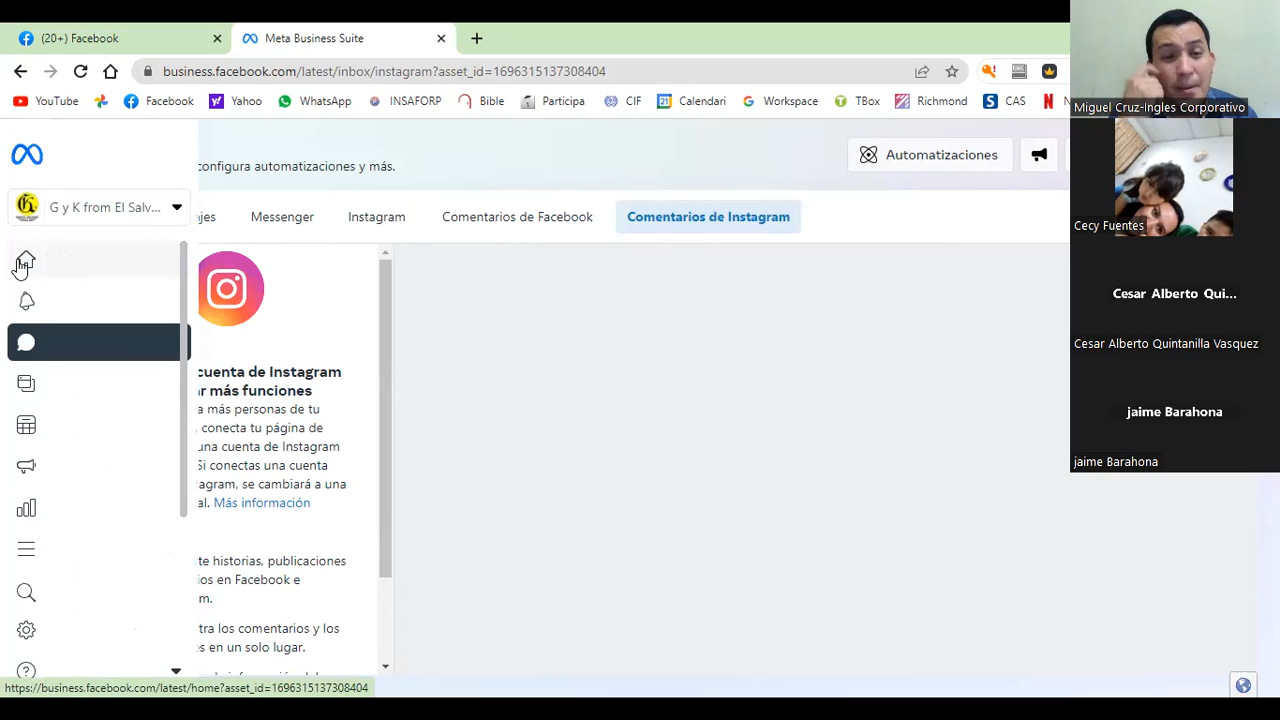 (20+) Facebook
Meta Business Suite
business.facebook.com/latest/inbox/instagram?asset_id=1696315137308404
YouTube
Facebook
Yahoo
WhatsApp
INSAFORP
Bible
Participa
CIF
Calendari
Workspace
TBox
Richmond
CAS
G y K from El Salv...
configura automatizaciones y más.
Automatizaciones
jes
Messenger
Instagram
Comentarios de Facebook
Comentarios de Instagram
cuenta de Instagram
ar más funciones
a más personas de tu
, conecta tu página de
una cuenta de Instagram
Si conectas una cuenta
tagram, se cambiará a una
al. Más información
te historias, publicaciones
ios en Facebook e
m.
tra los comentarios y los
es en un solo lugar.
https://business.facebook.com/latest/home?asset_id=1696315137308404
Miguel Cruz-Ingles Corporativo
Cecy Fuentes
Cesar Alberto Qui...
Cesar Alberto Quintanilla Vasquez
jaime Barahona
jaime Barahona